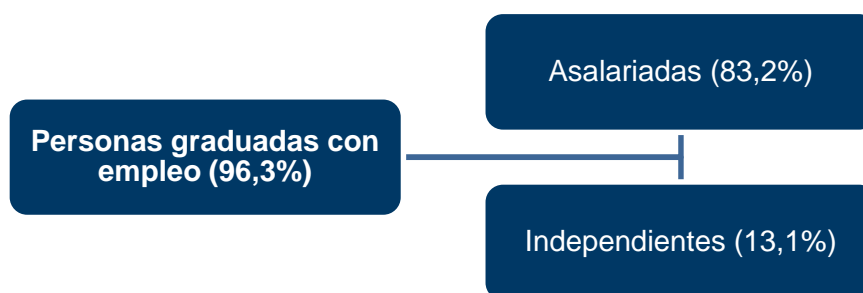 Asalariadas (83,2%)
Personas graduadas con
empleo (96,3%)
Independientes (13,1%)